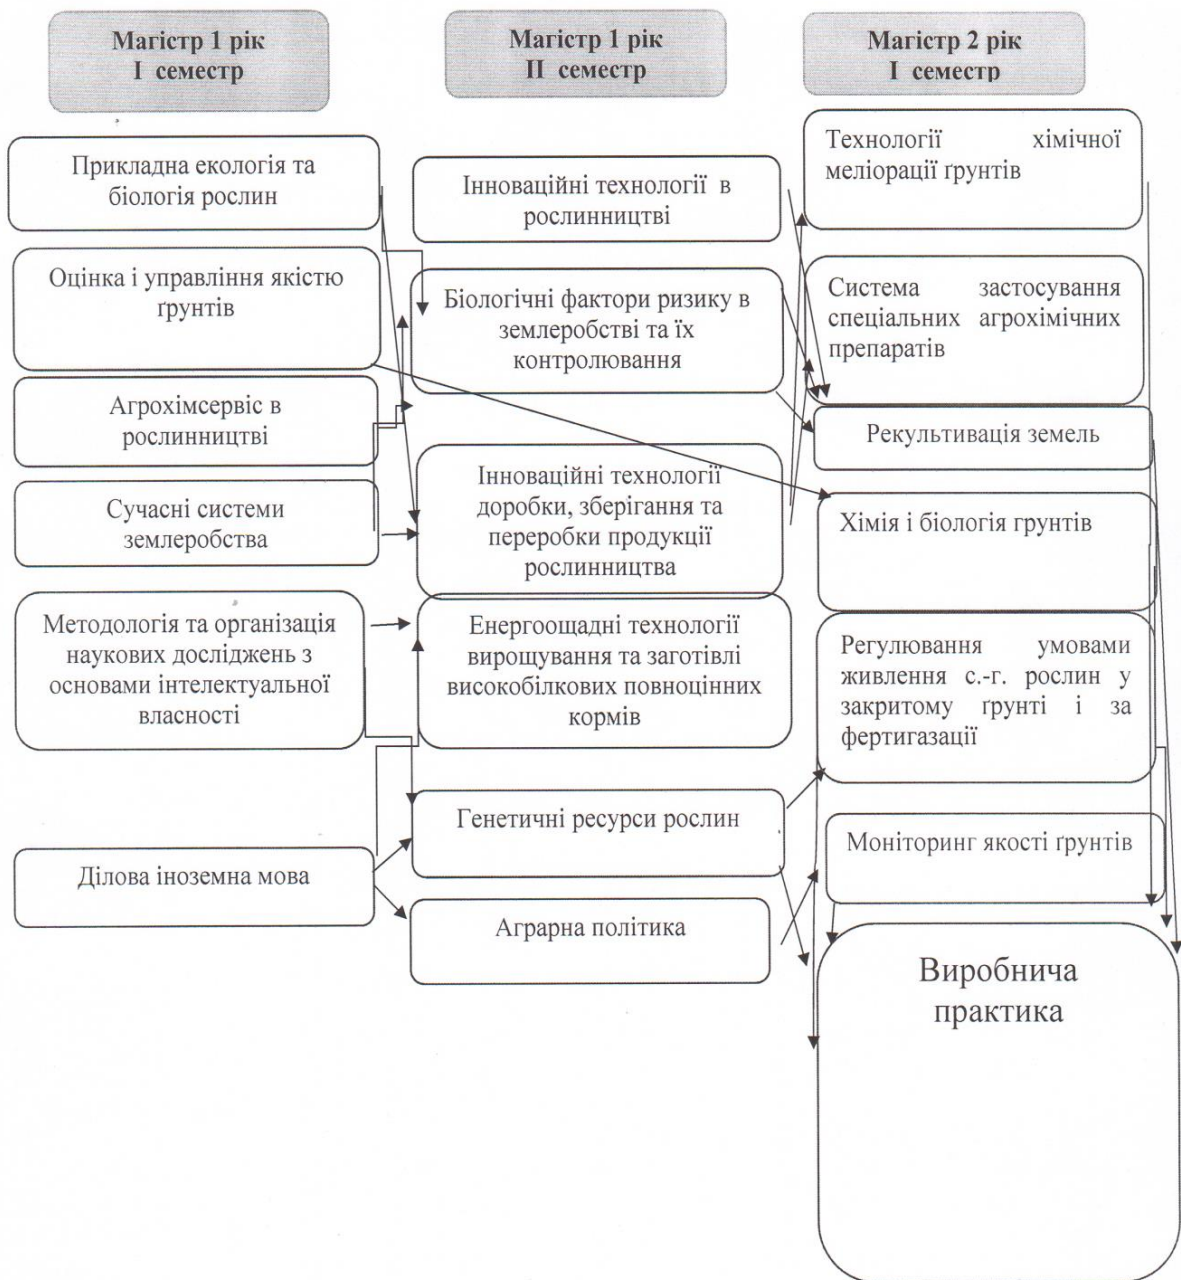 Магістр 1 рік
І семестр
Магістр 1 рік
ІІ семестр
Магістр 2 рік
І семестр
Прикладна екологія та
біологія рослин
Оцінка і управління якістю
ґрунтів
Агрохімсервіс в
рослинництві
Сучасні системи
землеробства
Методологія та організація
наукових досліджень з
основами інтелектуальної
власності
Ділова іноземна мова
Інноваційні технології в
рослинництві
Біологічні фактори ризику в
землеробстві та їх
контролювання
Інноваційні технології
доробки, зберігання та
переробки продукції
рослинництва
Енергоощадні технології
вирощування та заготівлі
високобілкових повноцінних
кормів
Генетичні ресурси рослин
Аграрна політика
Технології хімічної
меліорації ґрунтів
Система застосування
спеціальних агрохімічних
препаратів
Рекультивація земель
Хімія і біологія грунтів
Регулювання умовами
живлення с.-г. рослин у
закритому ґрунті і за
фертигазації
Моніторинг якості ґрунтів
Виробнича
практика